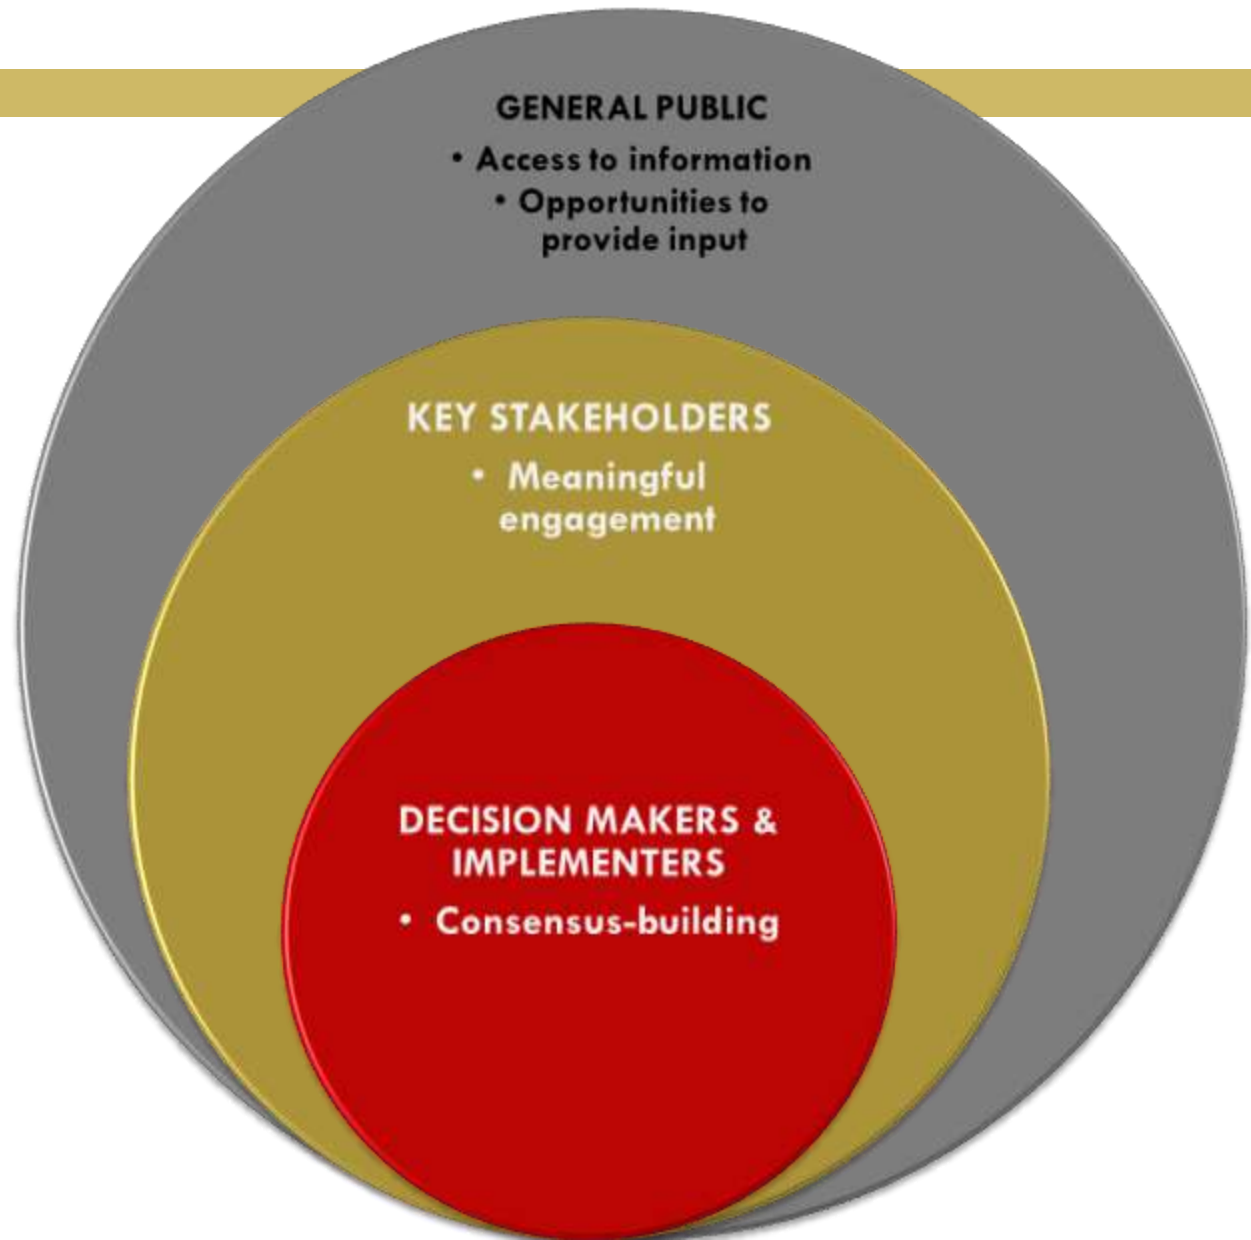 GENERAL PUBLIC
• Access to information
• Opportunities to
provide input
KEY STAKEHOLDERS
• Meaningful
engagement
DECISION MAKERS &
IMPLEMENTERS
• Consensus-building